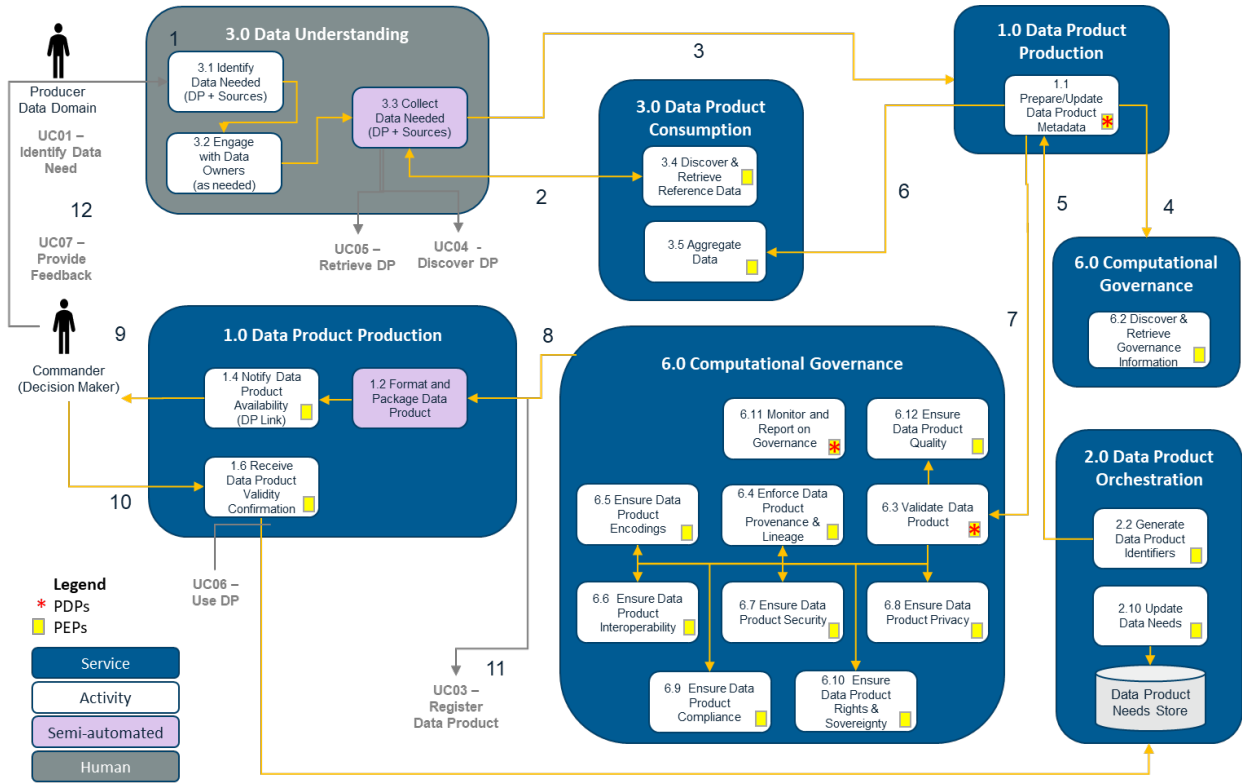 Producer
Data Domain
UC01 –
Identify Data
Need
12
UC07 –
Provide
Feedback
Commander
(Decision Maker)
1
3.0 Data Understanding
3.1 Identify
Data Needed
(DP + Sources)
3.2 Engage
with Data
Owners
(as needed)
3.3 Collect
Data Needed
(DP + Sources)
UC05 –
Retrieve DP
UC04 -
Discover DP
2
3
3.0 Data Product
Consumption
3.4 Discover &
Retrieve
Reference Data
3.5 Aggregate
Data
6
1.0 Data Product
Production
1.1
Prepare/Update
Data Product
Metadata
*
5
4
7
6.0 Computational
Governance
6.2 Discover &
Retrieve
Governance
Information
9
1.0 Data Product Production
1.4 Notify Data
Product
Availability
(DP Link)
1.2 Format and
Package Data
Product
1.6 Receive
Data Product
Validity
Confirmation
10
8
UC06 –
Use DP
11
UC03 –
Register
Data Product
6.0 Computational Governance
6.11 Monitor and
Report on
Governance
*
6.12 Ensure
Data Product
Quality
6.5 Ensure Data
Product
Encodings
6.4 Enforce Data
Product
Provenance &
Lineage
6.3 Validate Data
Product
*
6.6 Ensure Data
Product
Interoperability
6.7 Ensure Data
Product Security
6.8 Ensure Data
Product Privacy
6.9 Ensure Data
Product
Compliance
6.10 Ensure Data
Product
Rights &
Sovereignty
2.0 Data Product
Orchestration
2.2 Generate
Data Product
Identifiers
2.10 Update
Data Needs
Data Product
Needs Store
Legend
* PDPs
PEPs
Service
Activity
Semi-automated
Human